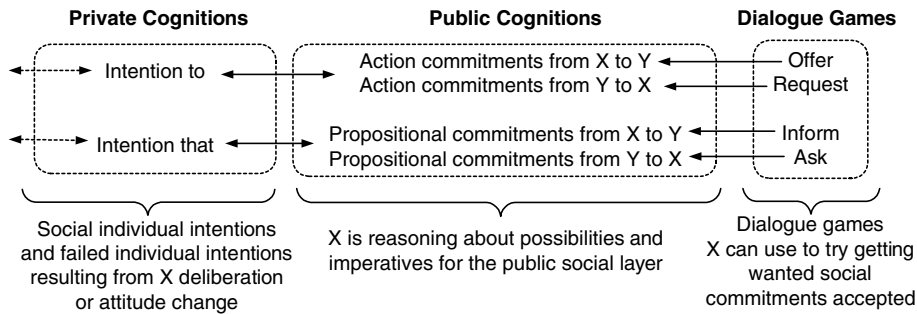 Private Cognitions
Public Cognitions
Dialogue Games
Intention to
Action commitments from X to Y
Action commitments from Y to X
Offer
Request
Intention that
Propositional commitments from X to Y
Propositional commitments from Y to X
Inform
Ask
Social individual intentions
and failed individual intentions
resulting from X deliberation
or attitude change
X is reasoning about possibilities and
imperatives for the public social layer
Dialogue games
X can use to try getting
wanted social
commitments accepted